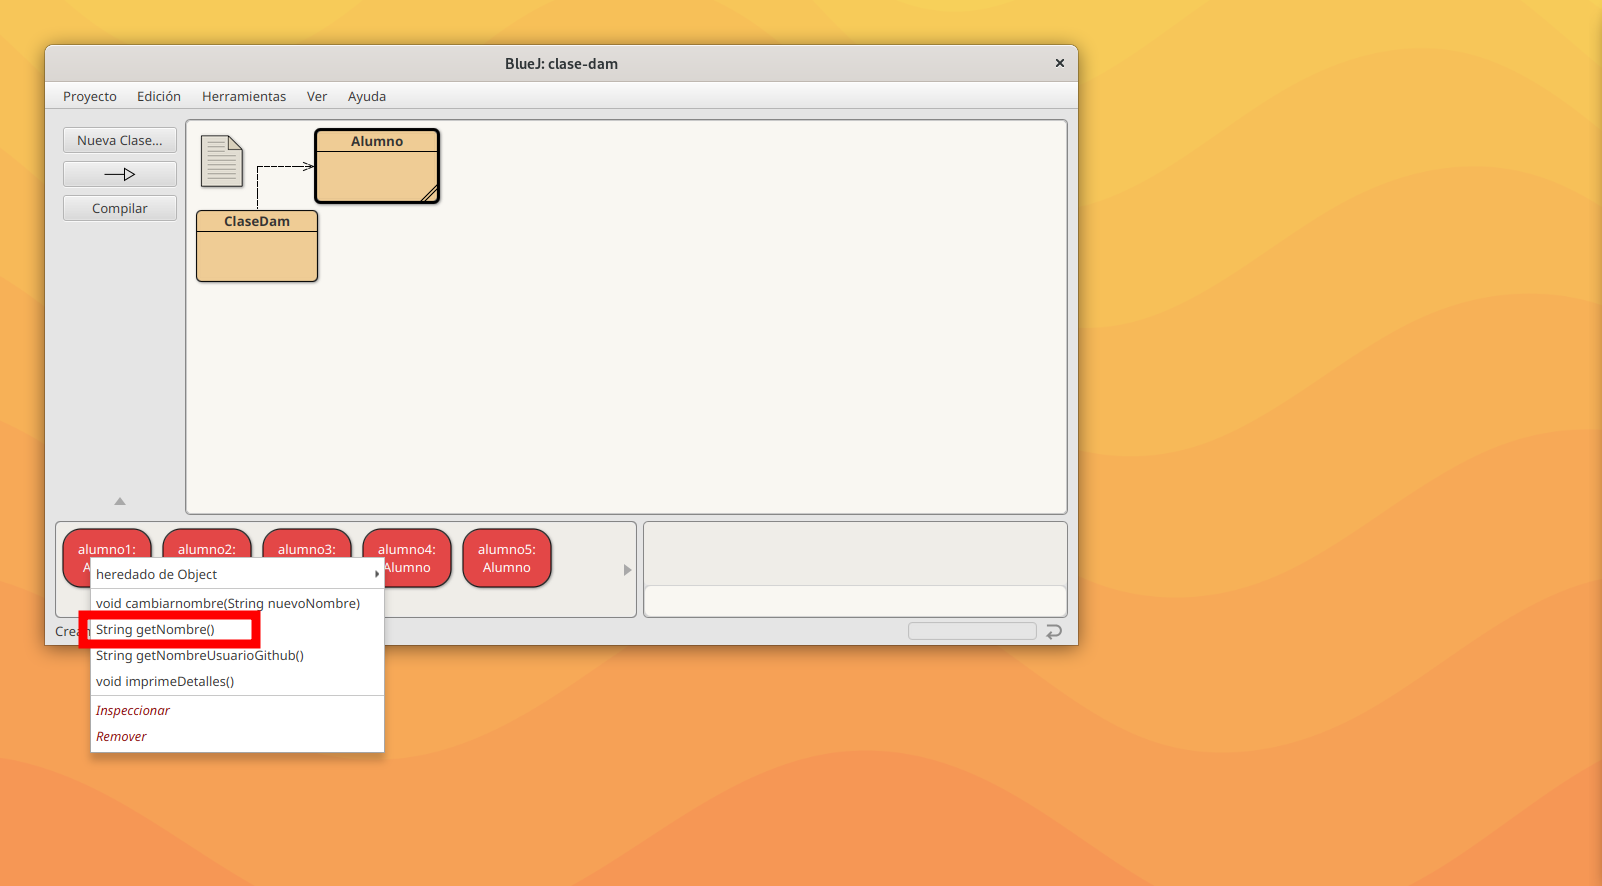 BlueJ: clase-dam
Proyecto Edición Herramientas Ver Ayuda
Nueva Clase...
Compilar
Alumno
ClaseDam
alumno1:
alumno2:
alumno3:
alumno4:
Alumno
alumno5:
Alumno
heredado de Object
void cambiarnombre(String nuevoNombre)
String getNombre()
String getNombreUsuarioGithub()
void imprimeDetalles()
Inspeccionar
Remover